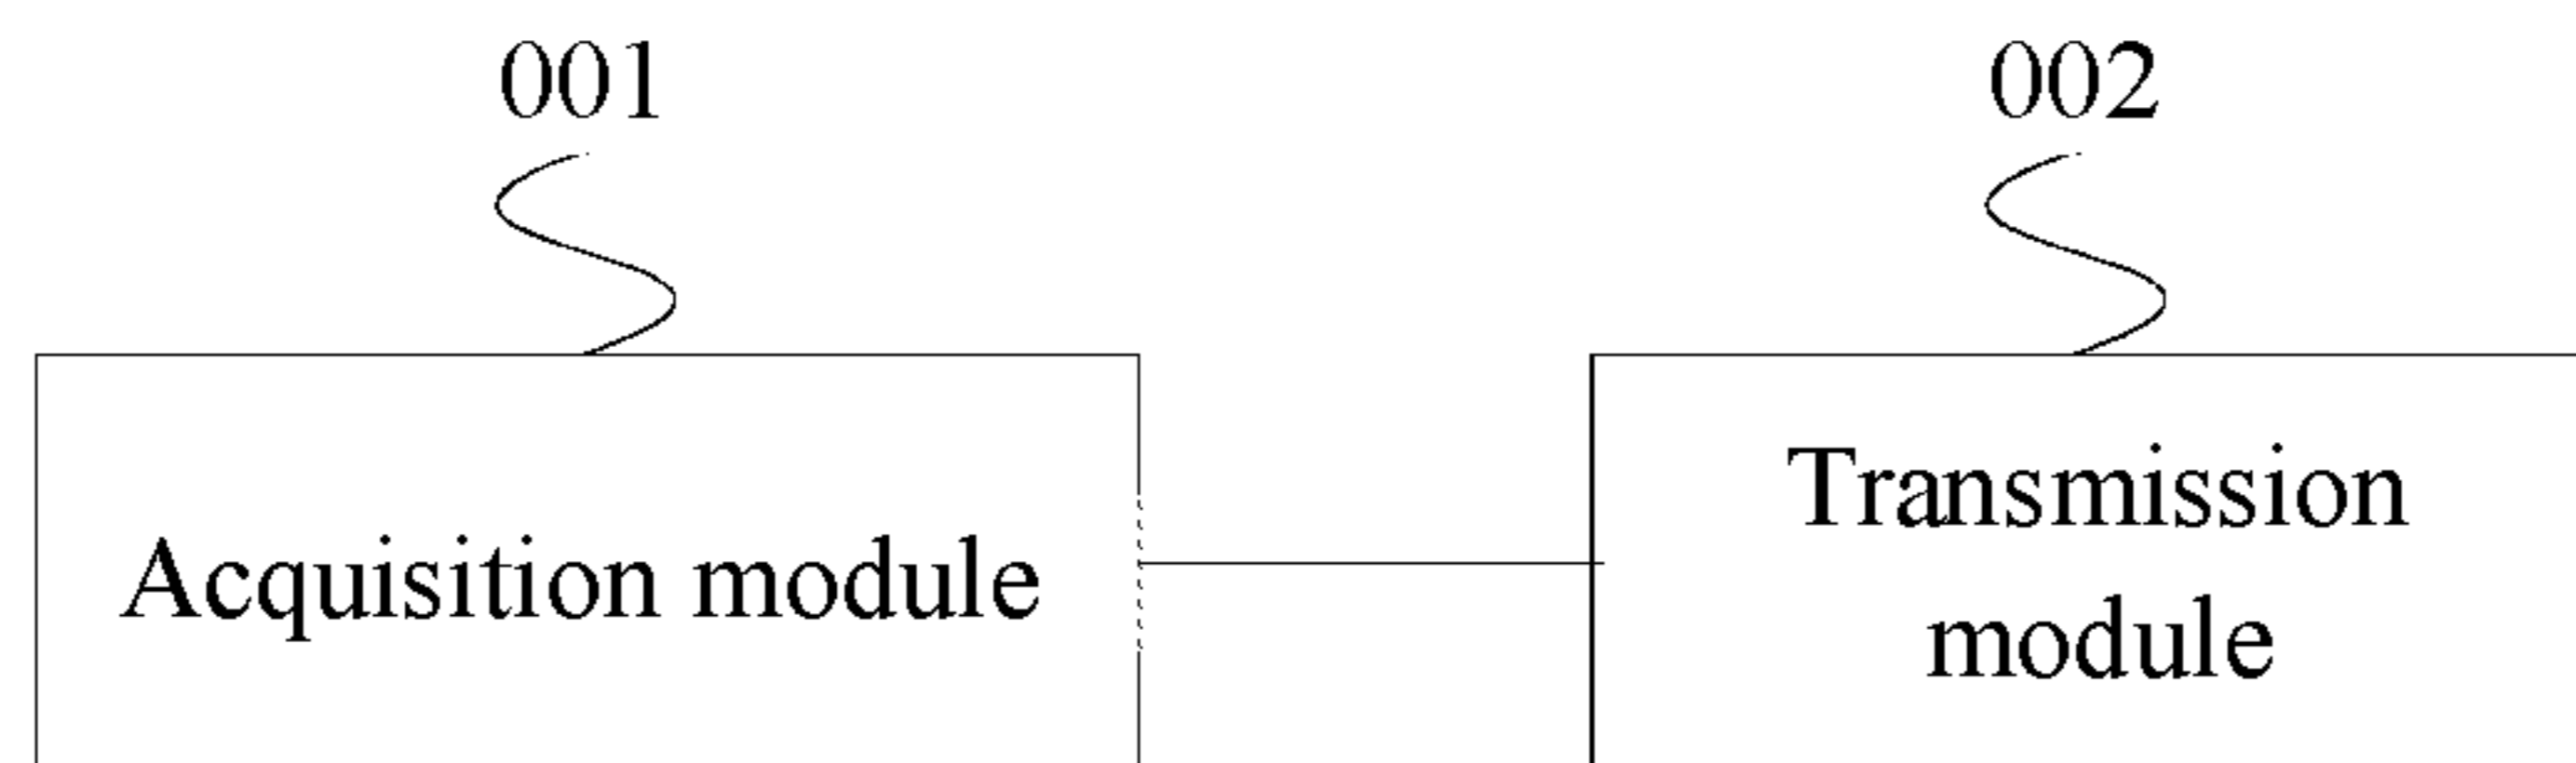 001
002
Acquisition module
Transmission
module